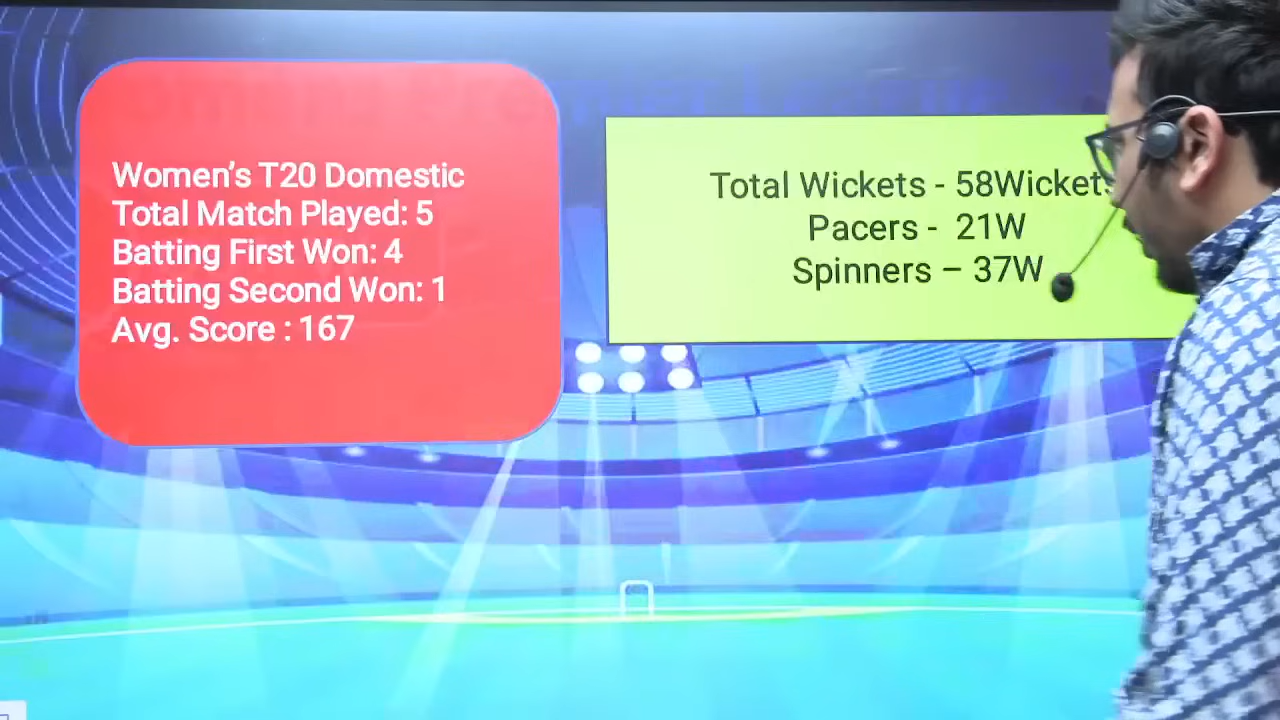 Women's T20 Domestic
Total Match Played: 5
Batting First Won: 4
Batting Second Won: 1
Avg. Score : 167
Total Wickets - 58Wickets
Pacers - 21W
Spinners – 37W